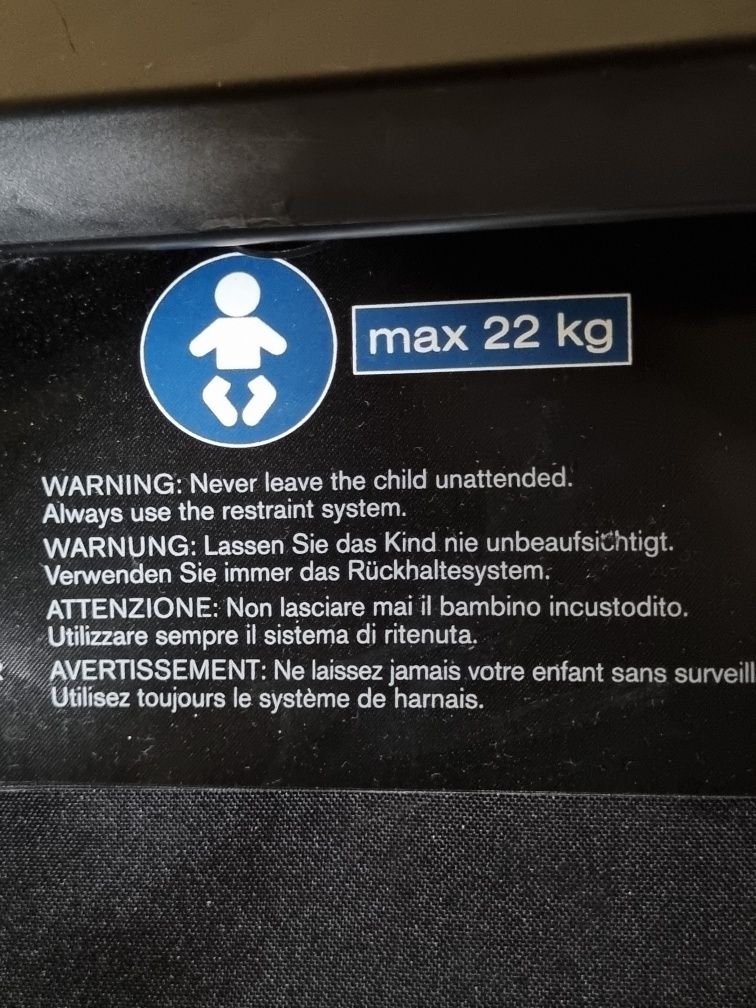 max 22 kg
WARNING: Never leave the child unattended.
Always use the restraint system.
WARNUNG: Lassen Sie das Kind nie unbeaufsichtigt.
Verwenden Sie immer das Rückhaltesystem.
ATTENZIONE: Non lasciare mai il bambino incustodito.
Utilizzare sempre il sistema di ritenuta.
AVERTISSEMENT: Ne laissez jamais votre enfant sans surveill
Utilisez toujours le système de harnais.